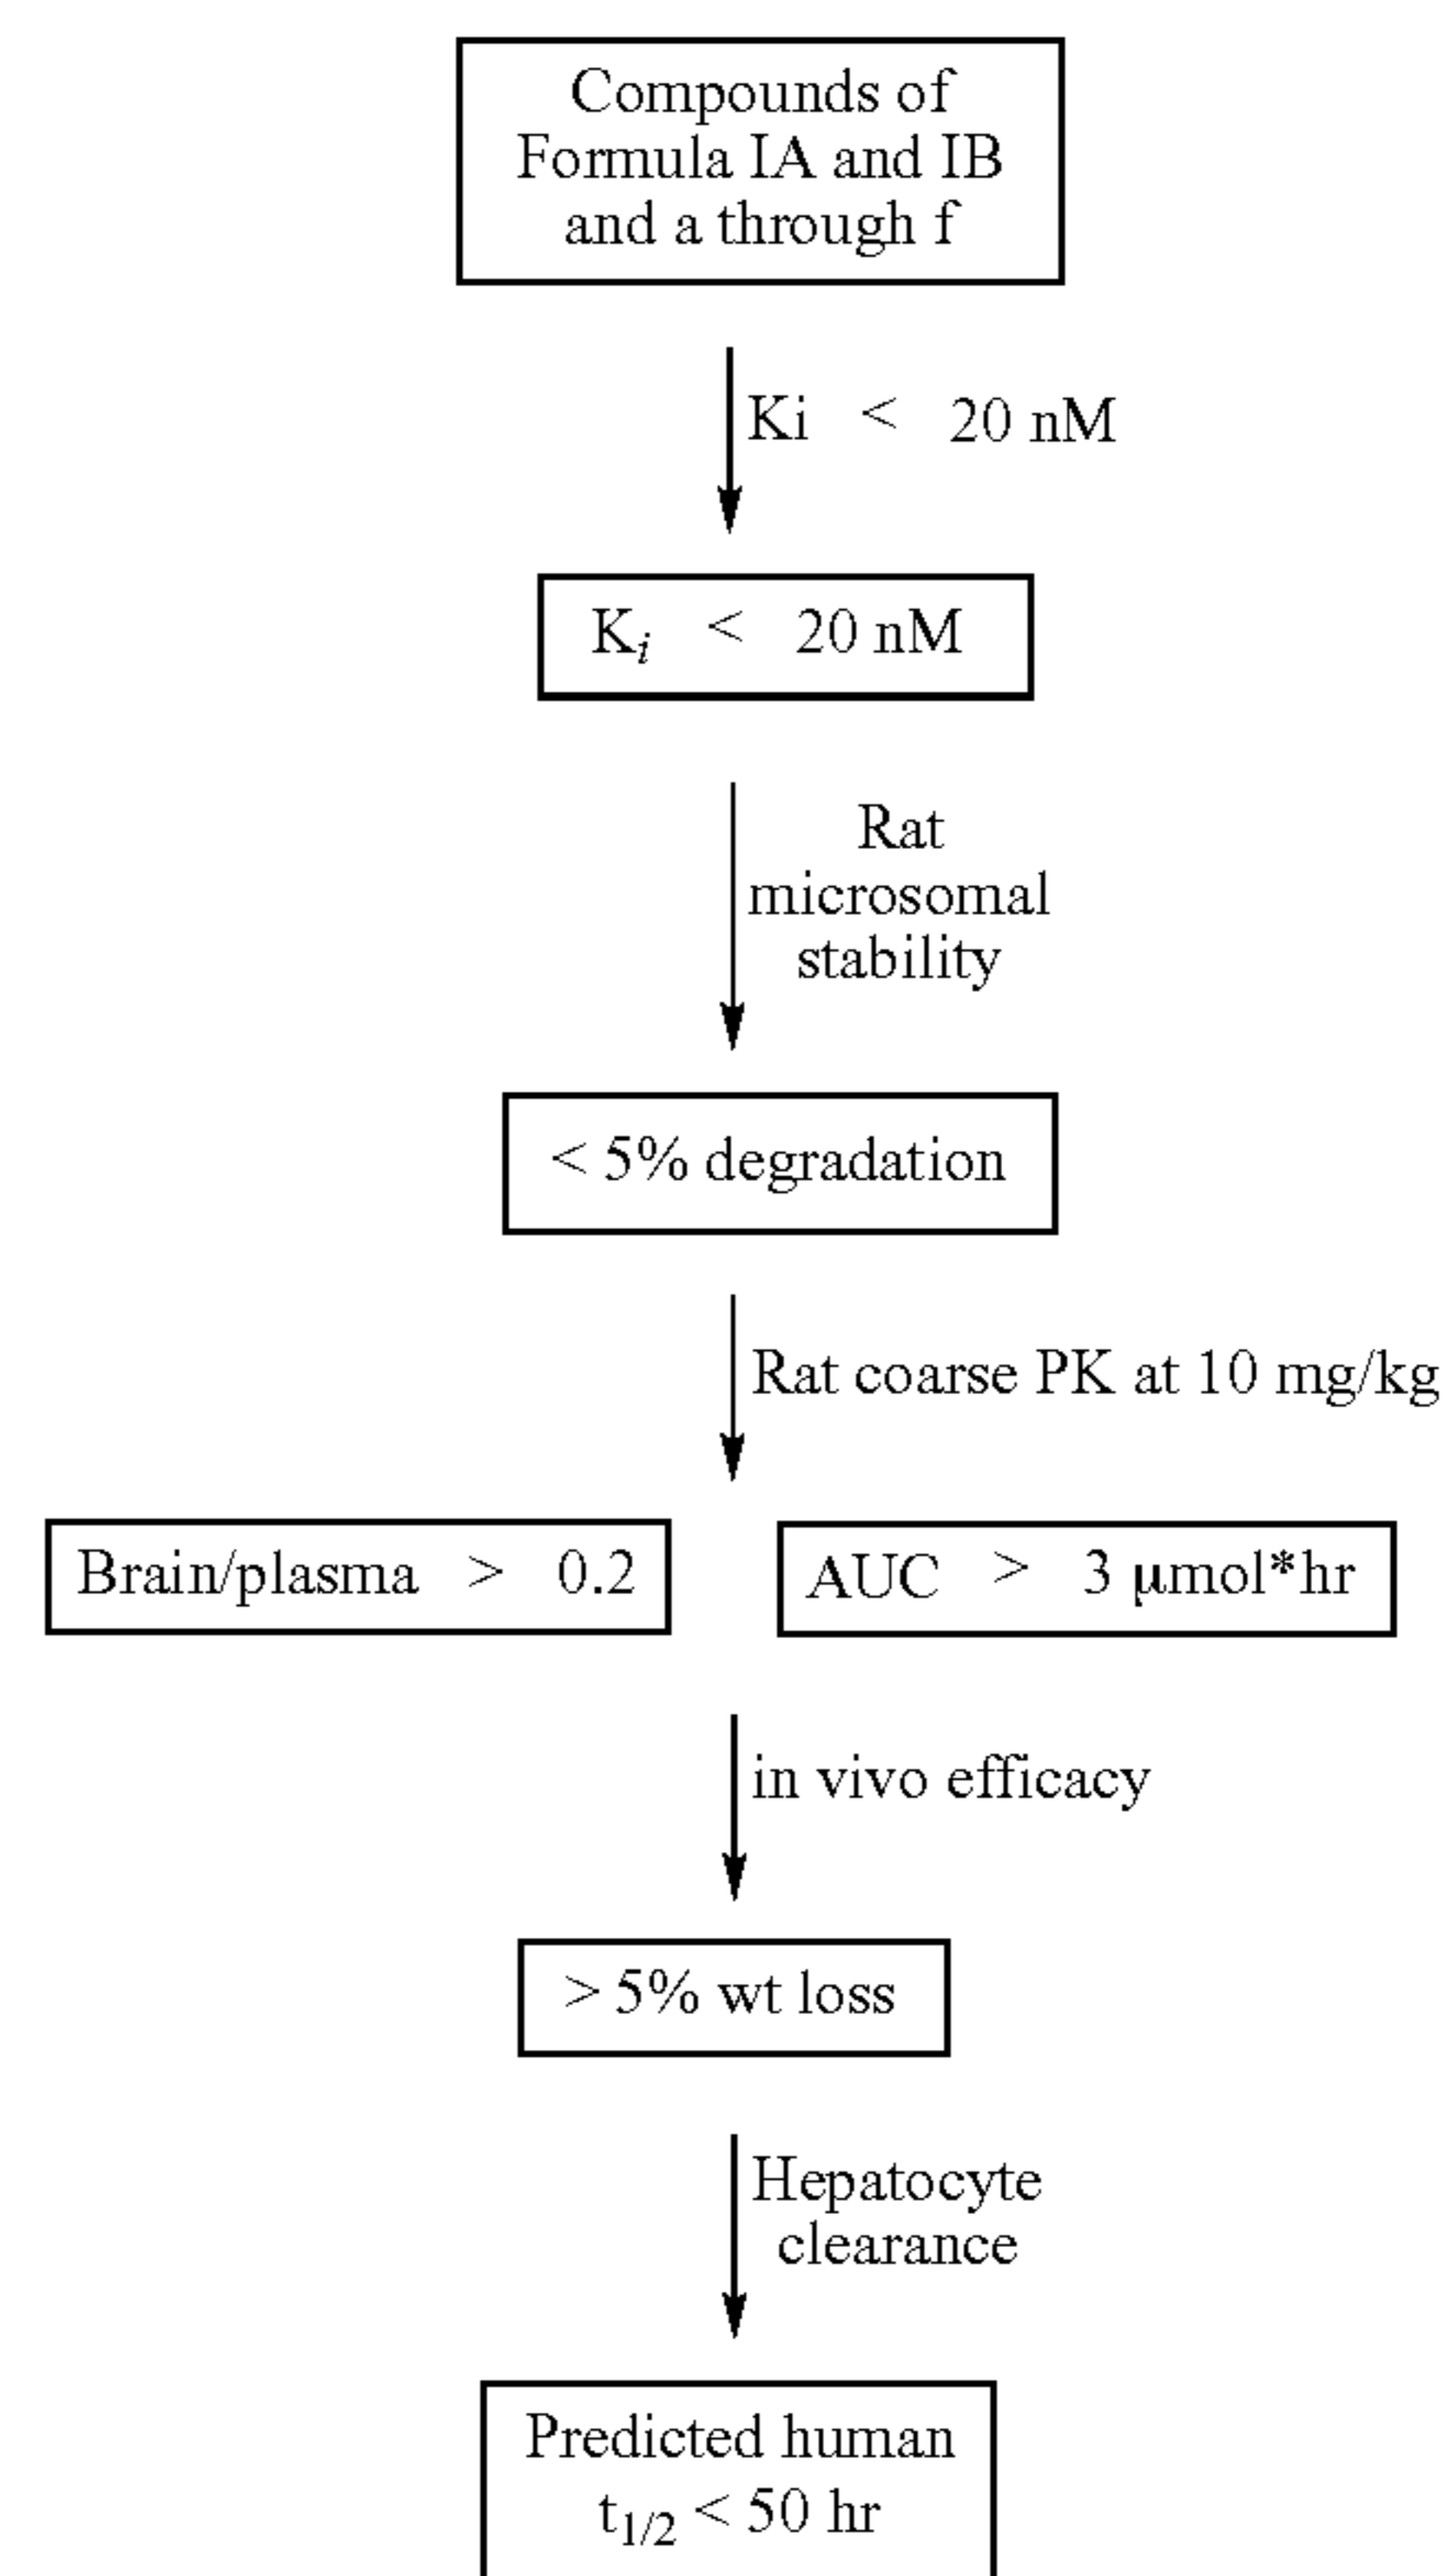 Compounds of
Formula IA and IB
and a through f
Ki < 20 nM
Kᵢ < 20 nM
Rat
microsomal
stability
< 5% degradation
Rat coarse PK at 10 mg/kg
Brain/plasma > 0.2
AUC > 3 μmol*hr
in vivo efficacy
> 5% wt loss
Hepatocyte
clearance
Predicted human
t₁/₂ < 50 hr